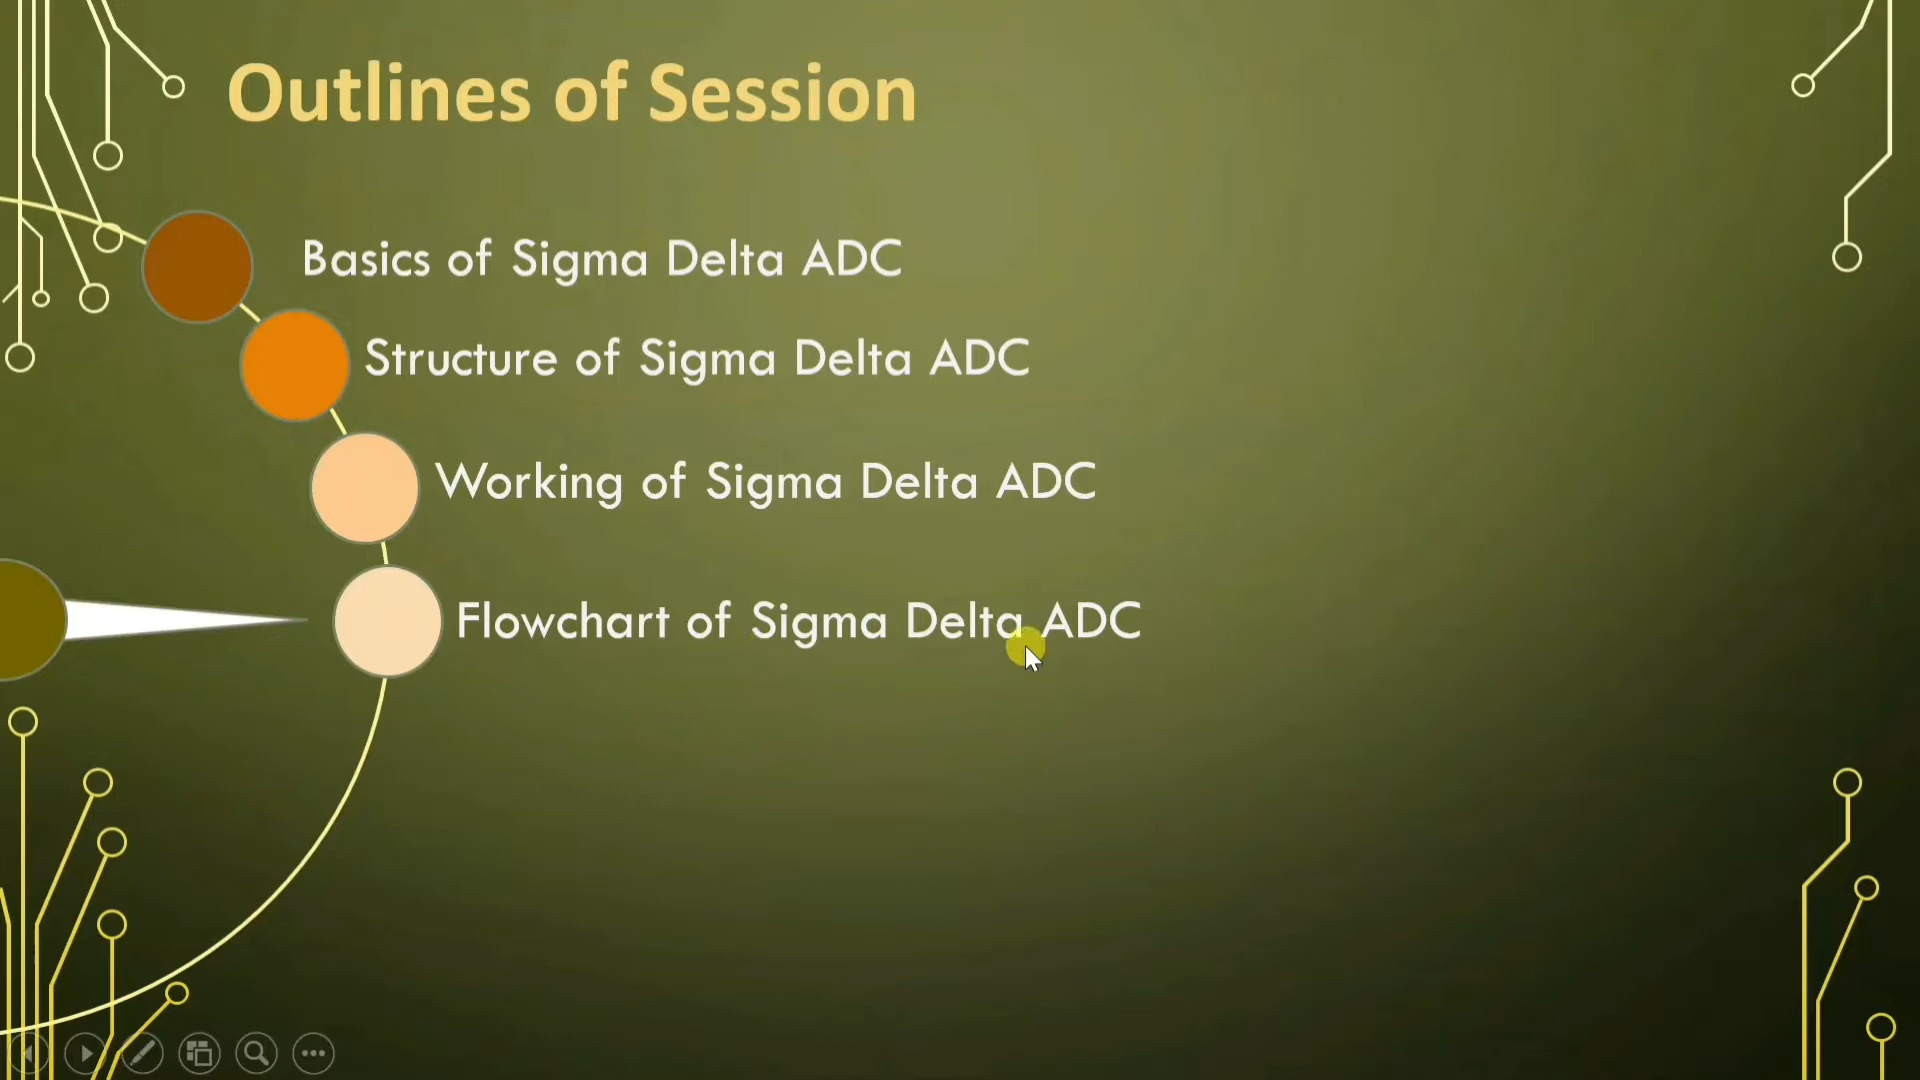 Outlines of Session
Basics of Sigma Delta ADC
Structure of Sigma Delta ADC
Working of Sigma Delta ADC
Flowchart of Sigma Delta ADC